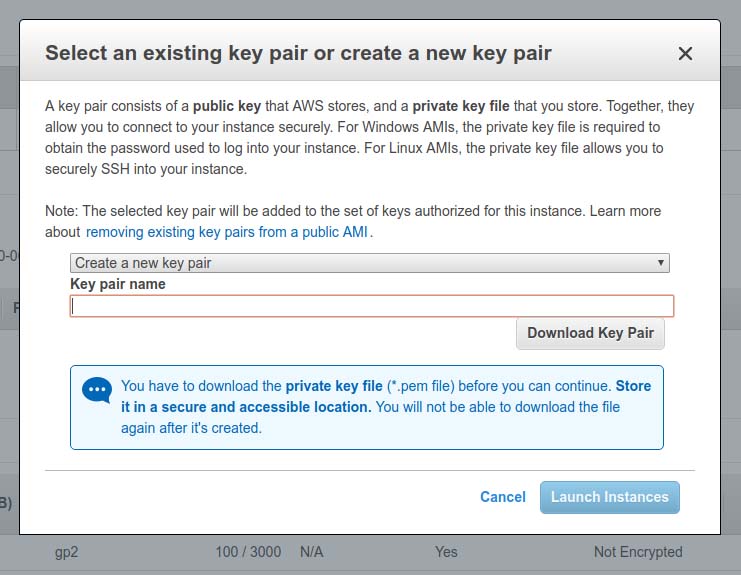 Select an existing key pair or create a new key pair
A key pair consists of a public key that AWS stores, and a private key file that you store. Together, they
allow you to connect to your instance securely. For Windows AMIs, the private key file is required to
obtain the password used to log into your instance. For Linux AMIs, the private key file allows you to
securely SSH into your instance.
Note: The selected key pair will be added to the set of keys authorized for this instance. Learn more
about removing existing key pairs from a public AMI.
Create a new key pair
Key pair name
Download Key Pair
You have to download the private key file (*.pem file) before you can continue. Store
it in a secure and accessible location. You will not be able to download the file
again after it's created.
Cancel Launch Instances
gp2 100 / 3000 N/A Yes Not Encrypted